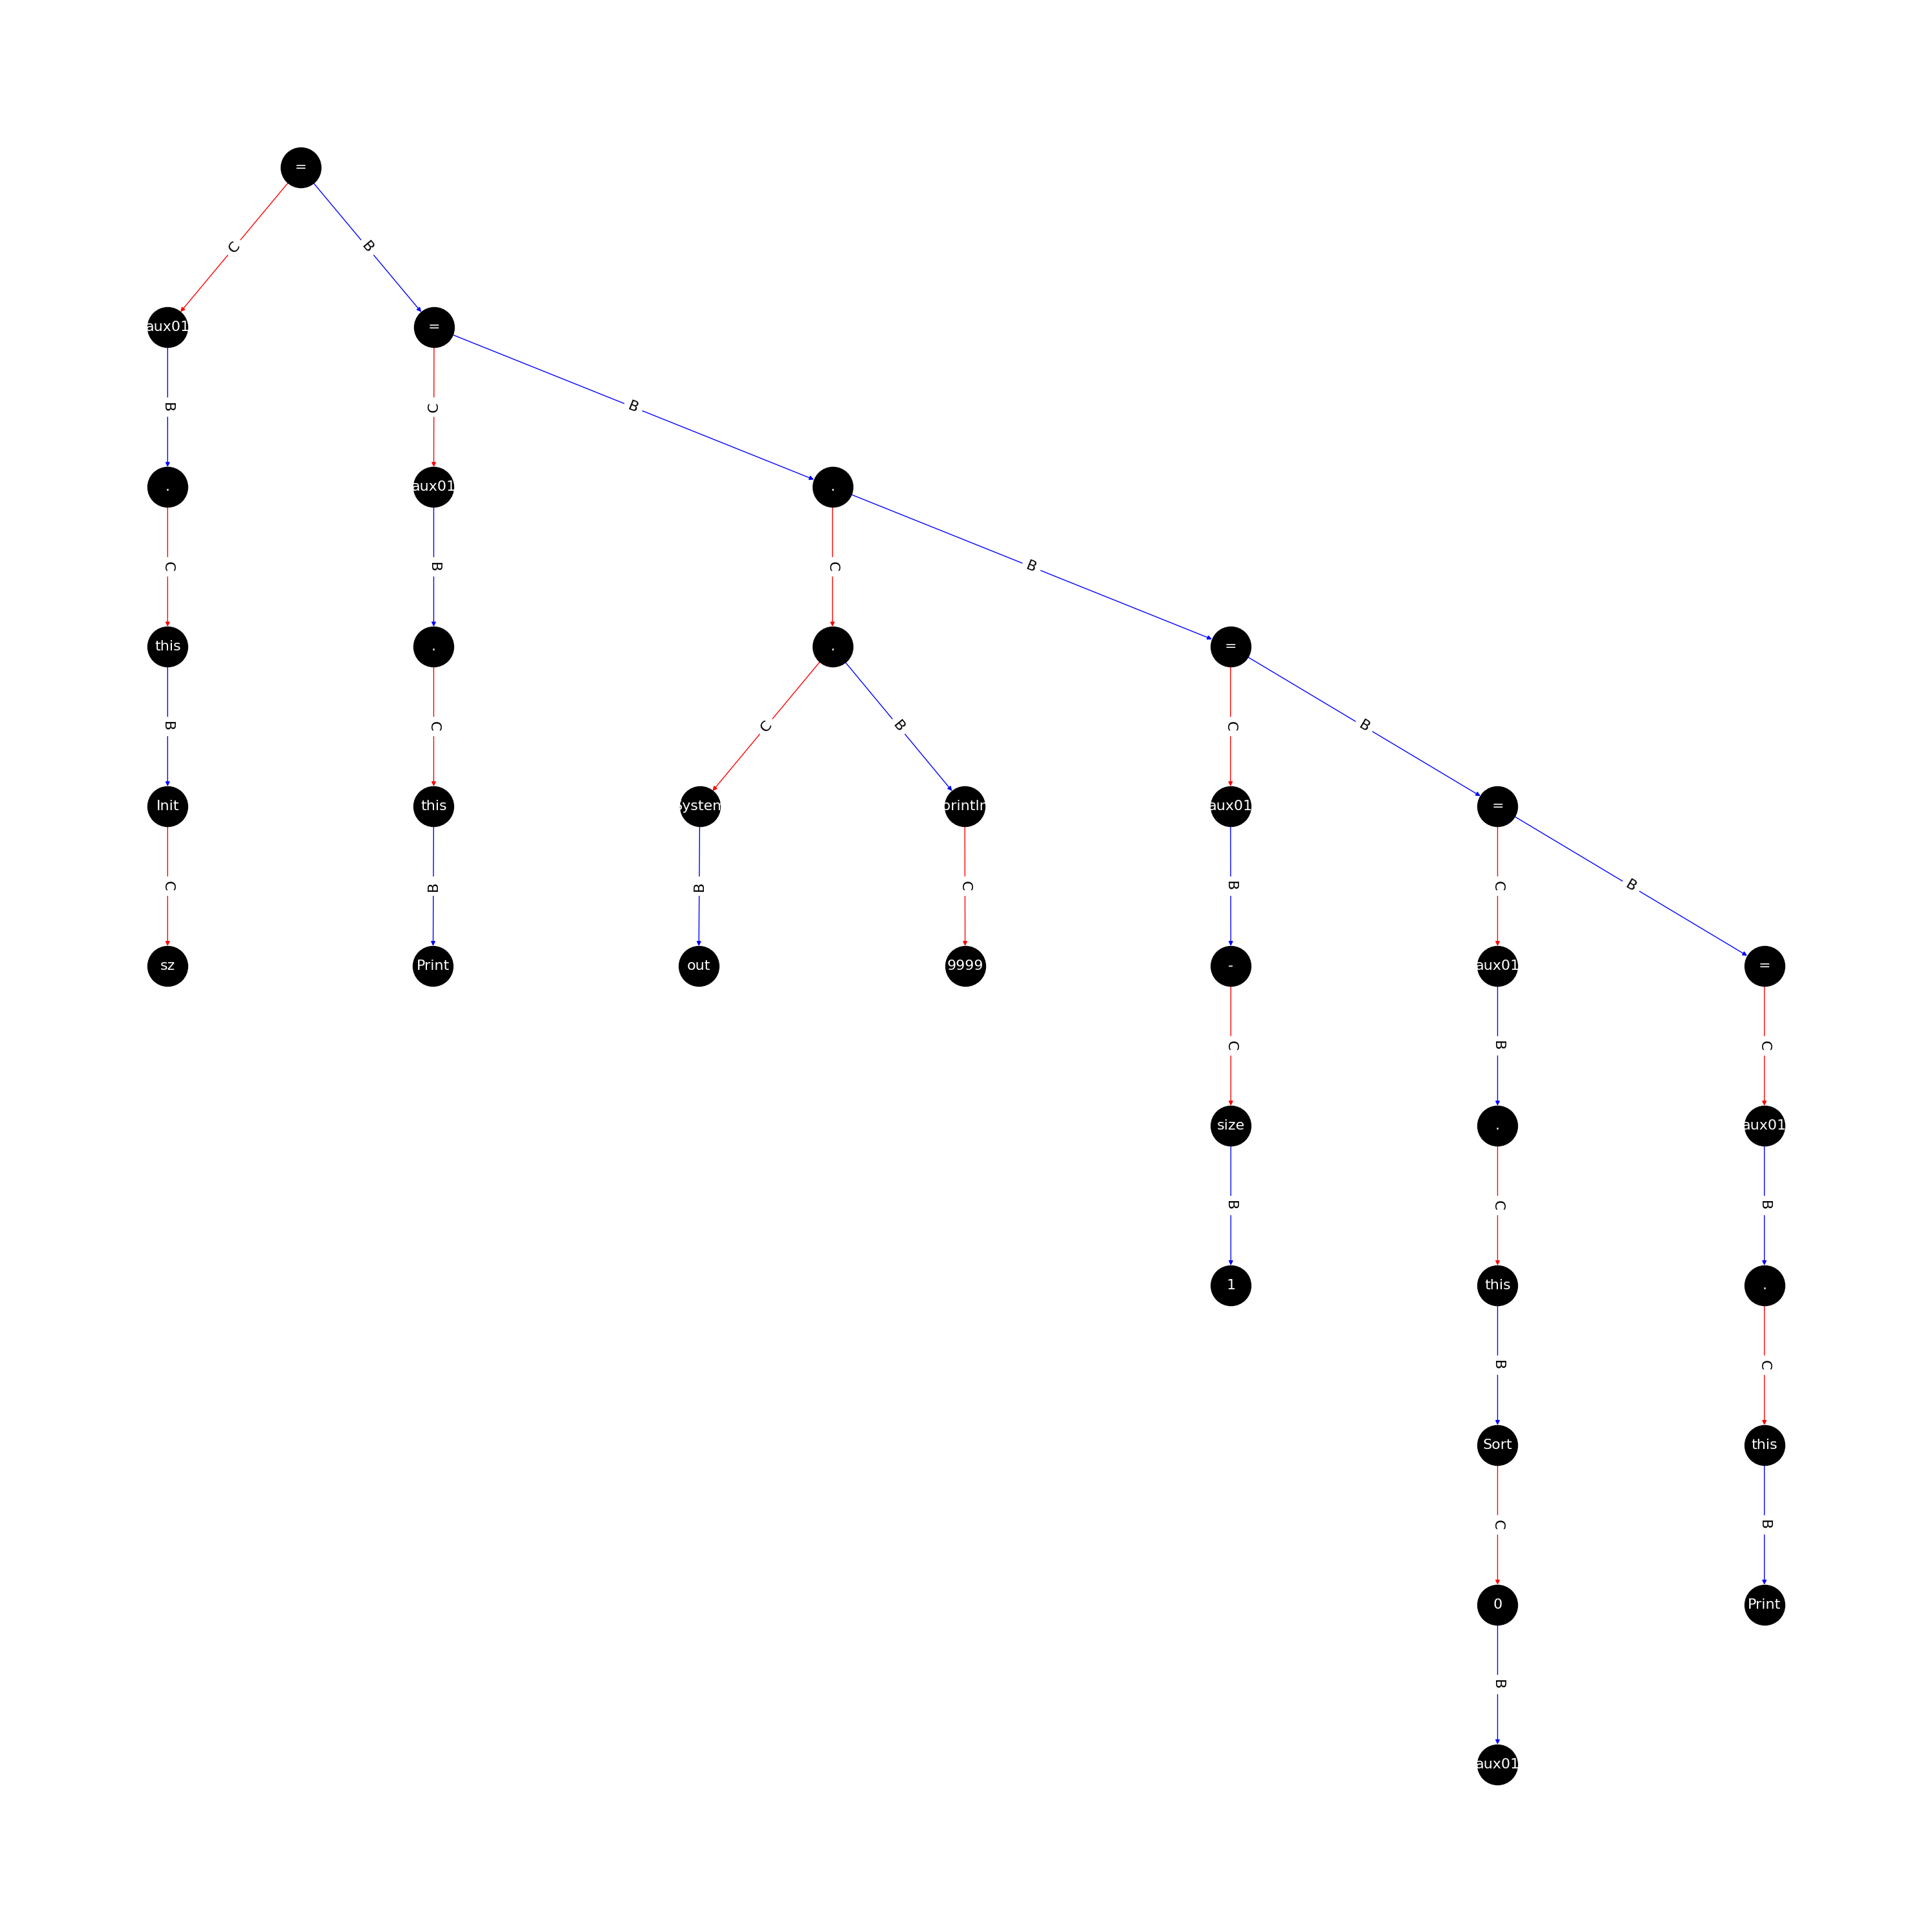 =
C B
aux01 =
B C B
. aux01 .
C B C B
this . . =
B C C B C B
Init this System println aux01 =
C B B C B C B
sz Print out 9999 - aux01 =
C B C
size . aux01
B C B
1 this .
B C
Sort this
C B
0 Print
B
aux01